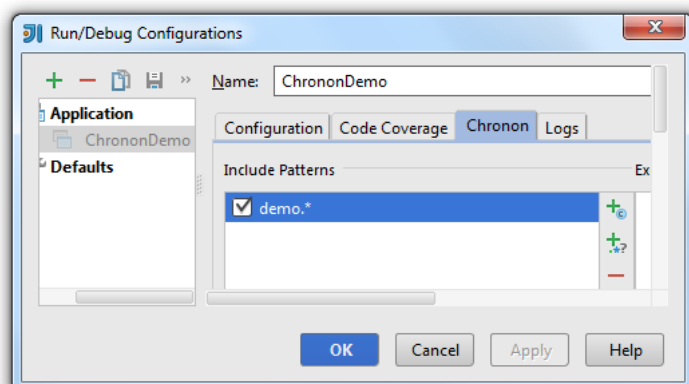 Run/Debug Configurations
Name: ChrononDemo
Application
ChrononDemo
Defaults
Configuration Code Coverage Chronon Logs
Include Patterns Ex
demo.*
OK Cancel Apply Help